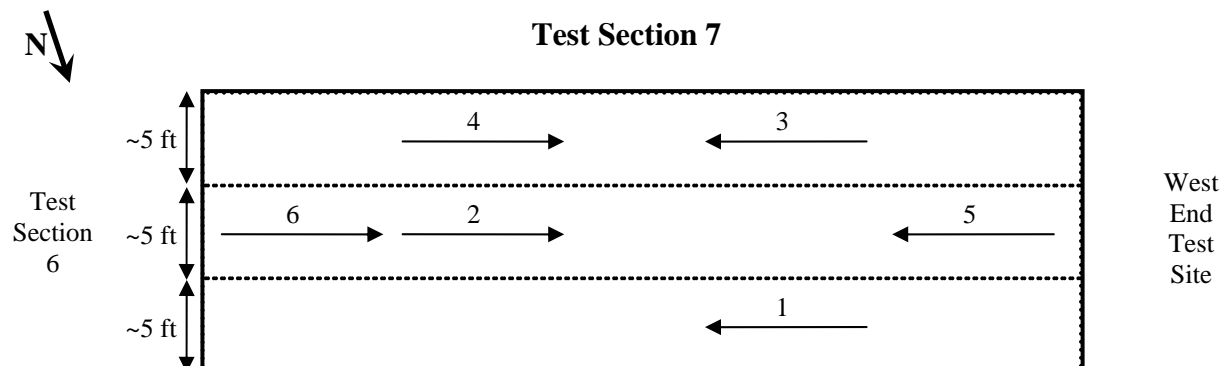 Test Section 7
N
4
3
~5 ft
Test
Section
6
6
2
5
~5 ft
West
End
Test
Site
1
~5 ft